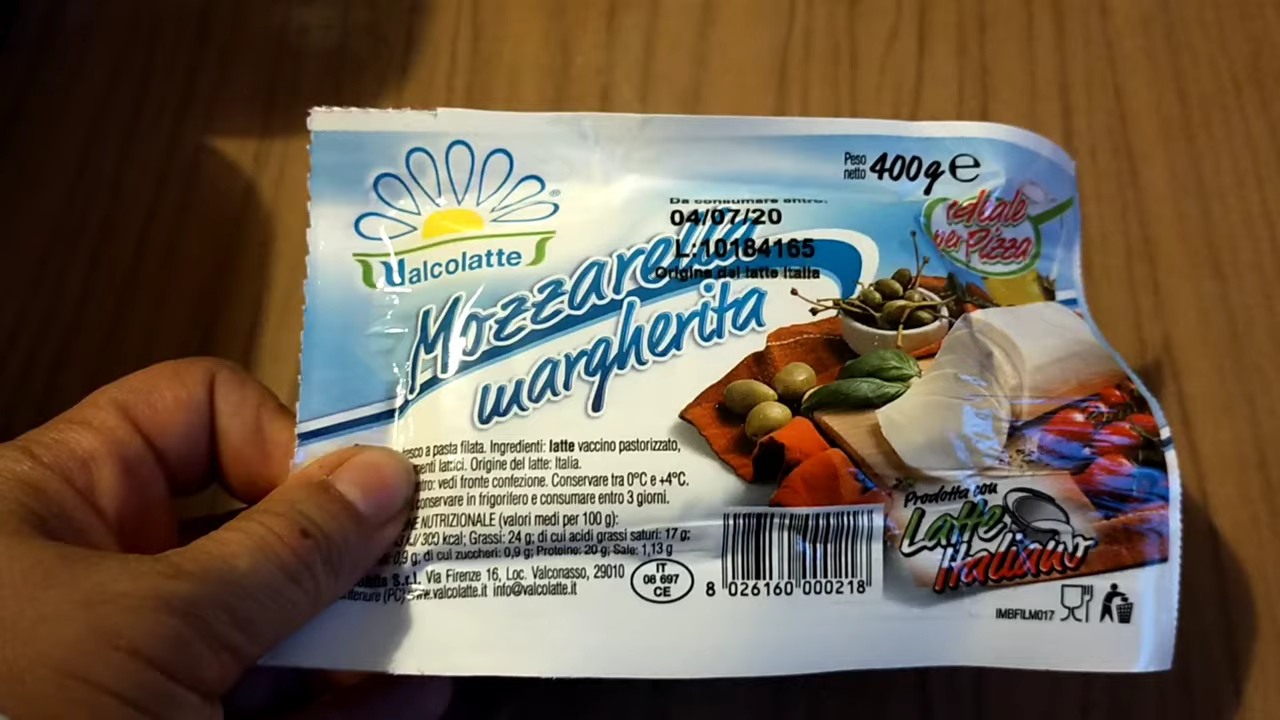 Valcolatte
Peso
netto 400g e
Da consumare entro:
04/07/20
L:10184165
Origine del latte Italia
ideale
per Pizza
Mozzarella
margherita
a pasta filata. Ingredienti: latte vaccino pastorizzato,
lattici. Origine del latte: Italia.
vedi fronte confezione. Conservare tra 0°C e +4°C.
conservare in frigorifero e consumare entro 3 giorni.
NUTRIZIONALE (valori medi per 100 g):
300 kcal; Grassi: 24 g; di cui acidi grassi saturi: 17 g;
0,9 g; di cui zuccheri: 0,9 g; Proteine: 20 g; Sale: 1,13 g
S.r.l. Via Firenze 16, Loc. Valconasso, 29010
(PC) www.valcolatte.it info@valcolatte.it
IT
08 697
CE
8 026160 000218
Prodotta con
Latte
Italiano
IMBFILM017